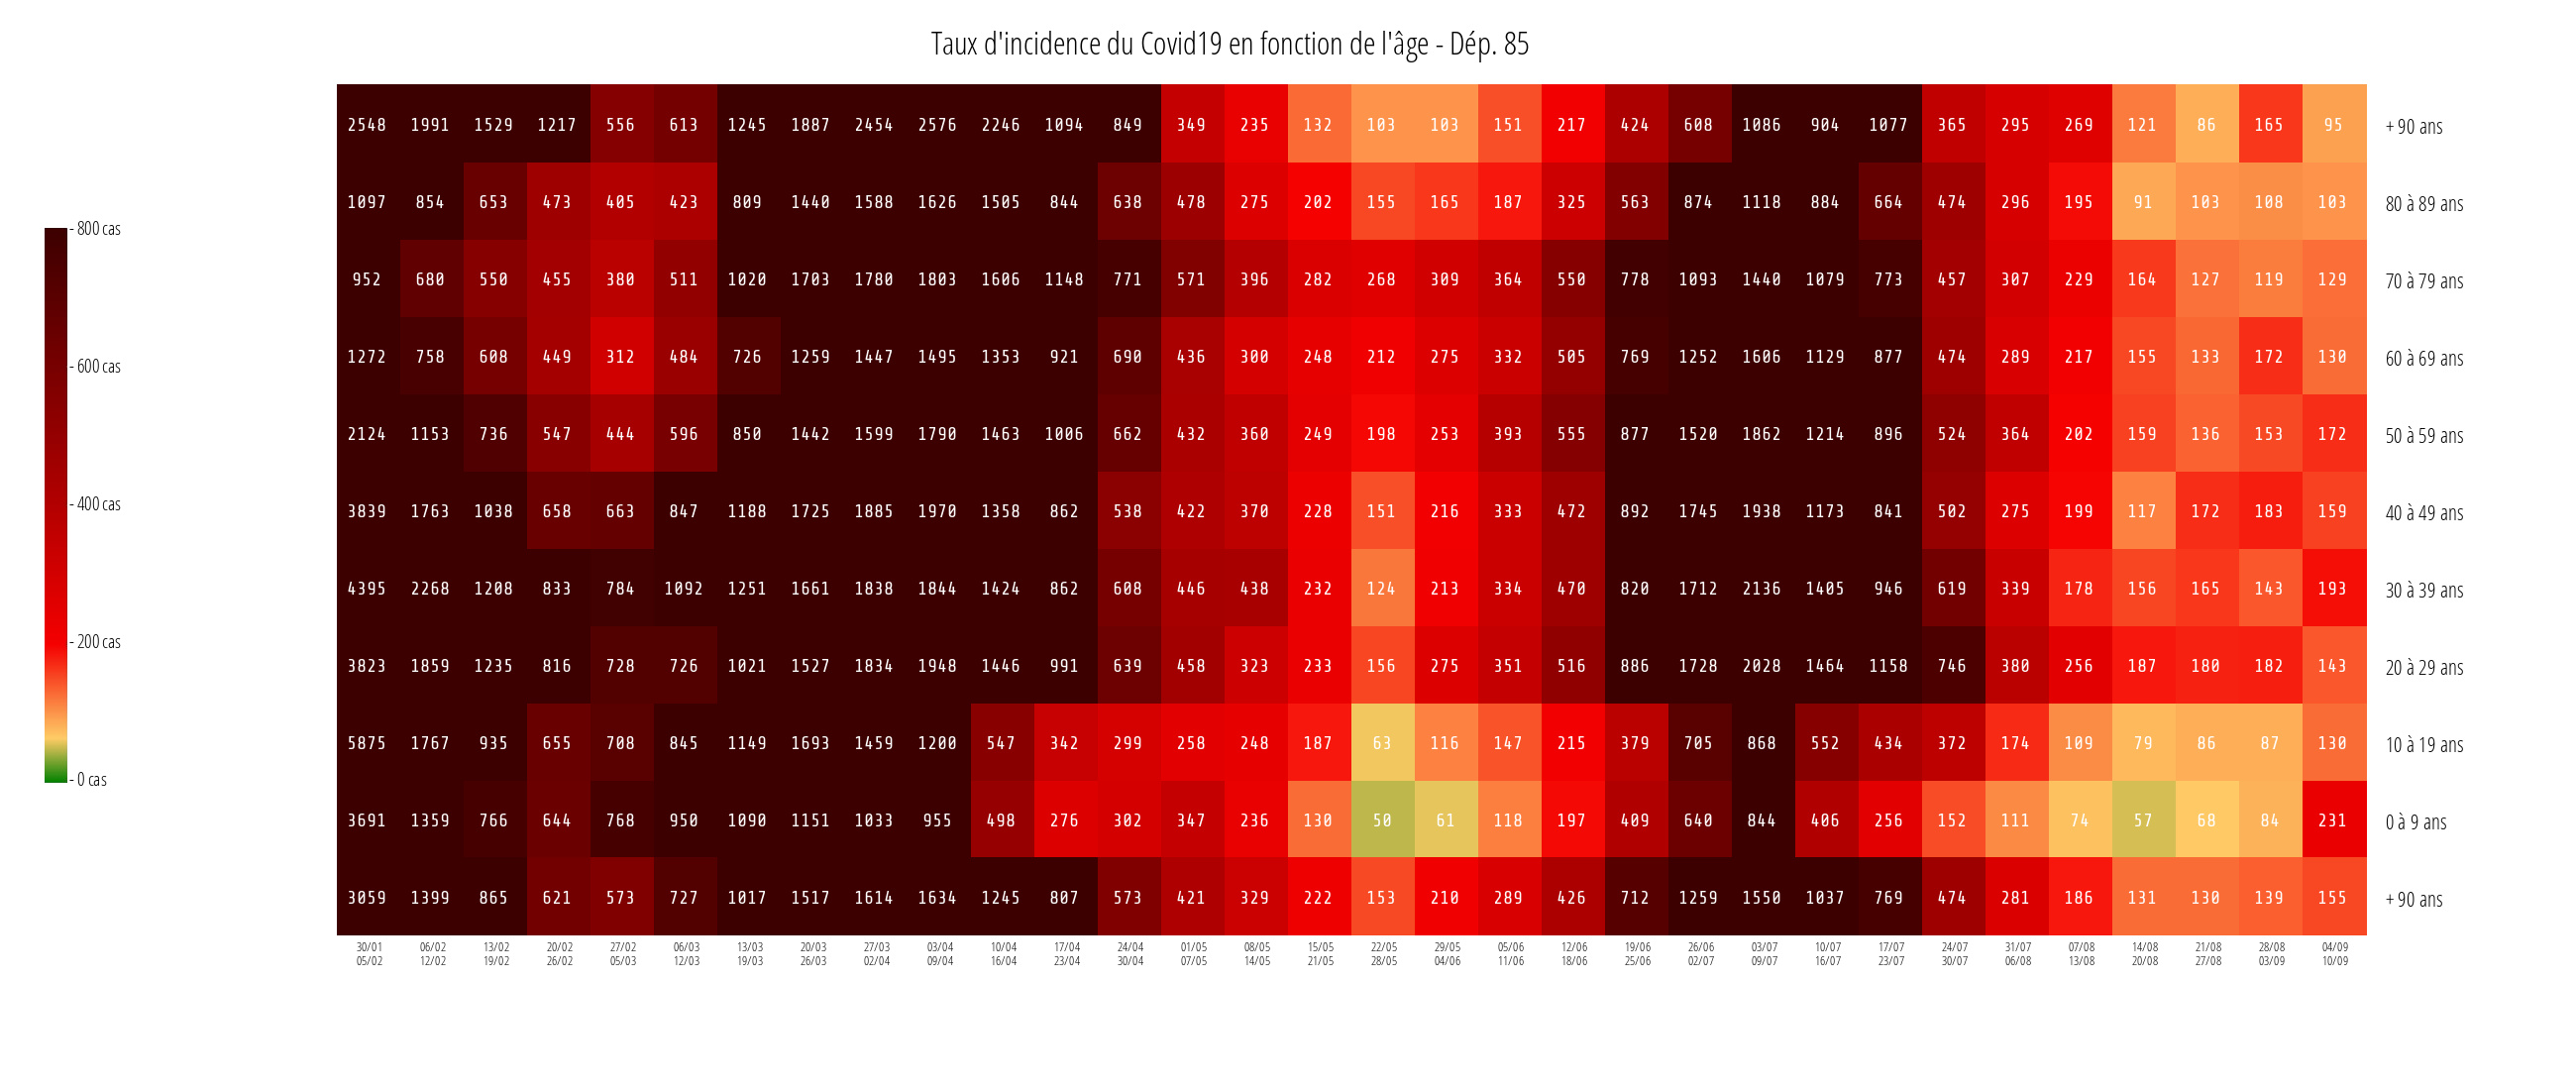 Taux d'incidence du Covid19 en fonction de l'âge - Dép. 85
- 800 cas
- 600 cas
- 400 cas
- 200 cas
- 0 cas
2548 1991 1529 1217 556 613 1245 1887 2454 2576 2246 1094 849 349 235 132 103 103 151 217 424 608 1086 904 1077 365 295 269 121 86 165 95 + 90 ans
1097 854 653 473 405 423 809 1440 1588 1626 1505 844 638 478 275 202 155 165 187 325 563 874 1118 884 664 474 296 195 91 103 108 103 80 à 89 ans
952 680 550 455 380 511 1020 1703 1780 1803 1606 1148 771 571 396 282 268 309 364 550 778 1093 1440 1079 773 457 307 229 164 127 119 129 70 à 79 ans
1272 758 608 449 312 484 726 1259 1447 1495 1353 921 690 436 300 248 212 275 332 505 769 1252 1606 1129 877 474 289 217 155 133 172 130 60 à 69 ans
2124 1153 736 547 444 596 850 1442 1599 1790 1463 1006 662 432 360 249 198 253 393 555 877 1520 1862 1214 896 524 364 202 159 136 153 172 50 à 59 ans
3839 1763 1038 658 663 847 1188 1725 1885 1970 1358 862 538 422 370 228 151 216 333 472 892 1745 1938 1173 841 502 275 199 117 172 183 159 40 à 49 ans
4395 2268 1208 833 784 1092 1251 1661 1838 1844 1424 862 608 446 438 232 124 213 334 470 820 1712 2136 1405 946 619 339 178 156 165 143 193 30 à 39 ans
3823 1859 1235 816 728 726 1021 1527 1834 1948 1446 991 639 458 323 233 156 275 351 516 886 1728 2028 1464 1158 746 380 256 187 180 182 143 20 à 29 ans
5875 1767 935 655 708 845 1149 1693 1459 1200 547 342 299 258 248 187 63 116 147 215 379 705 868 552 434 372 174 109 79 86 87 130 10 à 19 ans
3691 1359 766 644 768 950 1090 1151 1033 955 498 276 302 347 236 130 50 61 118 197 409 640 844 406 256 152 111 74 57 68 84 231 0 à 9 ans
3059 1399 865 621 573 727 1017 1517 1614 1634 1245 807 573 421 329 222 153 210 289 426 712 1259 1550 1037 769 474 281 186 131 130 139 155 + 90 ans
30/01 06/02 13/02 20/02 27/02 06/03 13/03 20/03 27/03 03/04 10/04 17/04 24/04 01/05 08/05 15/05 22/05 29/05 05/06 12/06 19/06 26/06 03/07 10/07 17/07 24/07 31/07 07/08 14/08 21/08 28/08 04/09
05/02 12/02 19/02 26/02 05/03 12/03 19/03 26/03 02/04 09/04 16/04 23/04 30/04 07/05 14/05 21/05 28/05 04/06 11/06 18/06 25/06 02/07 09/07 16/07 23/07 30/07 06/08 13/08 20/08 27/08 03/09 10/09